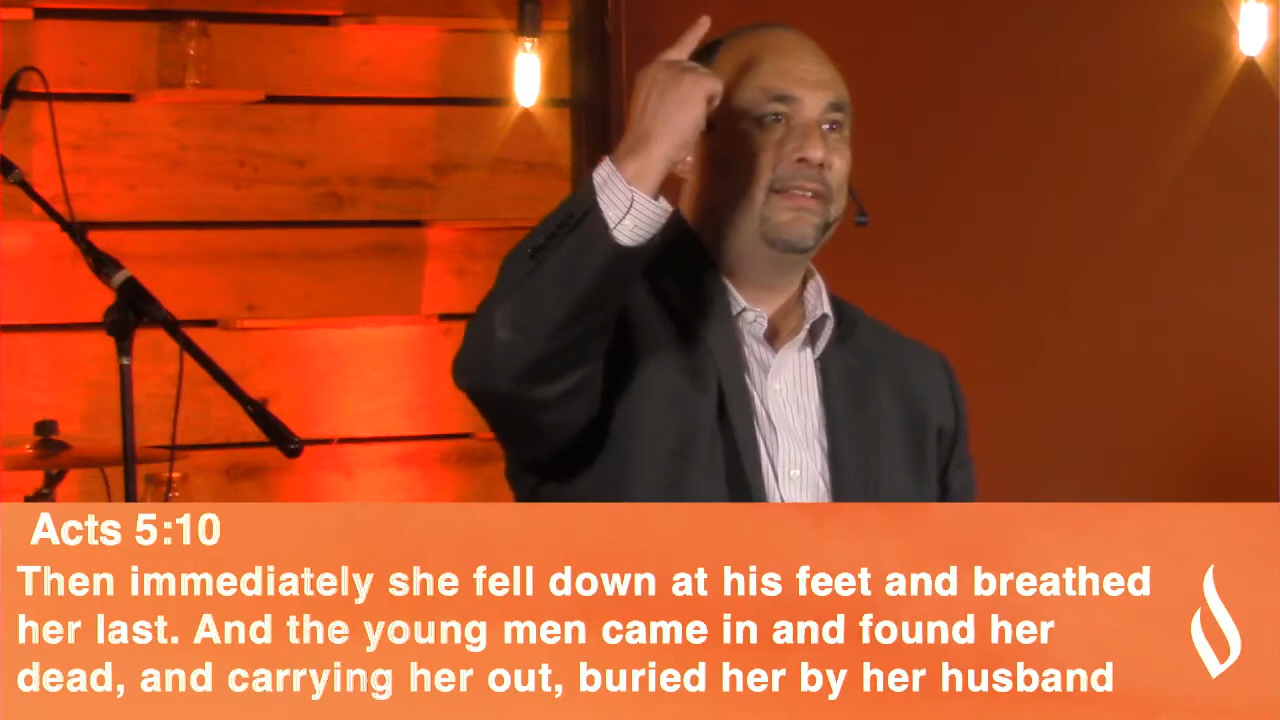 Acts 5:10
Then immediately she fell down at his feet and breathed
her last. And the young men came in and found her
dead, and carrying her out, buried her by her husband